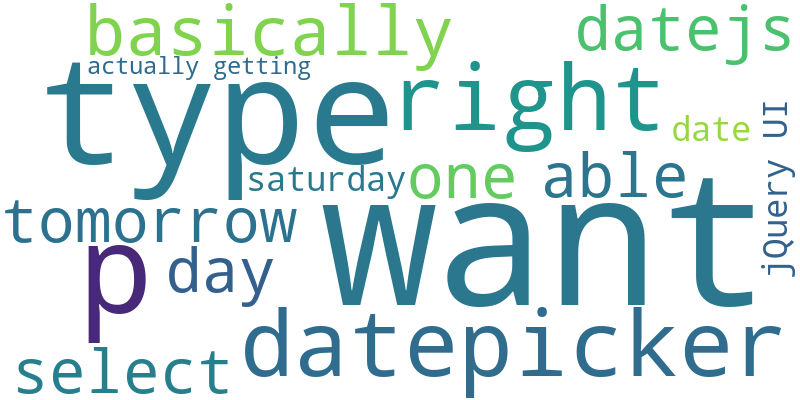 basically
datejs
actually getting
type
right
date
jQuery UI
saturday
one
able
tomorrow
want
p
day
datepicker
select